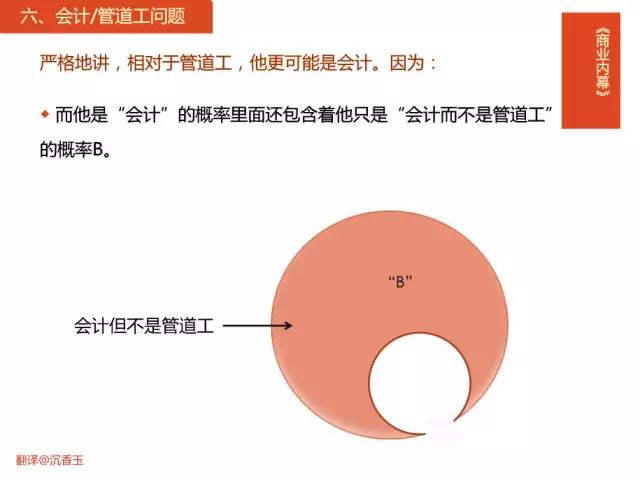 六、会计/管道工问题
《商业内幕》
严格地讲，相对于管道工，他更可能是会计。因为：
而他是“会计”的概率里面还包含着他只是“会计而不是管道工”
的概率B。
“B”
会计但不是管道工
翻译@沉香玉